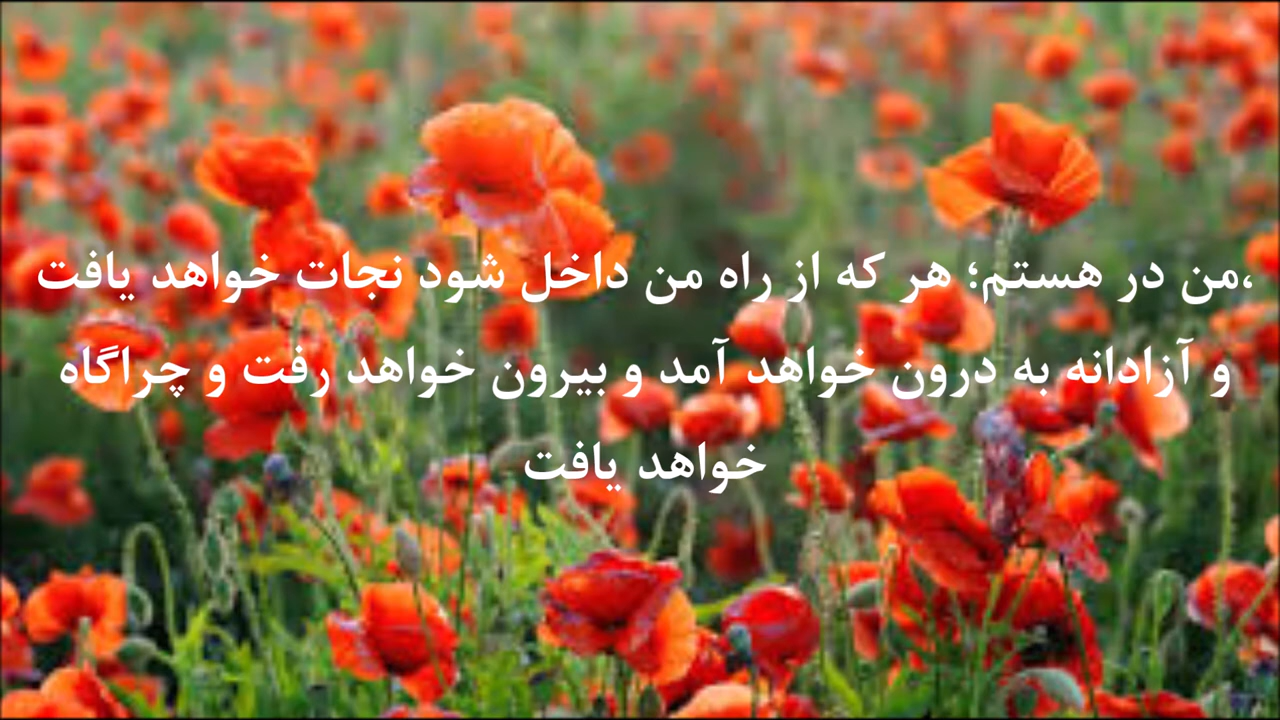 ،من در هستم؛ هر که از راه من داخل شود نجات خواهد یافت
و آزادانه به درون خواهد آمد و بیرون خواهد رفت و چراگاه
خواهد یافت